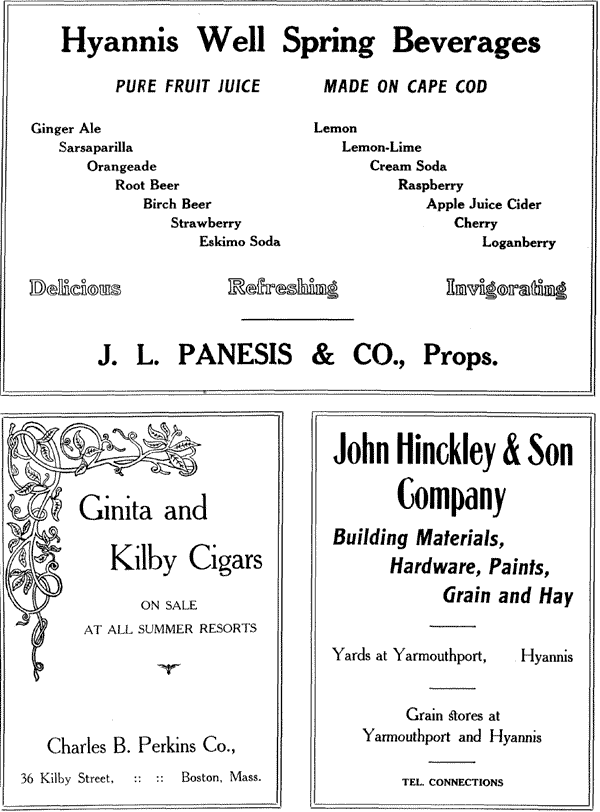 Hyannis Well Spring Beverages
PURE FRUIT JUICE MADE ON CAPE COD
Ginger Ale
Sarsaparilla
Orangeade
Root Beer
Birch Beer
Strawberry
Eskimo Soda
Lemon
Lemon-Lime
Cream Soda
Raspberry
Apple Juice Cider
Cherry
Loganberry
Delicious Refreshing Invigorating
J. L. PANESIS & CO., Props.
Ginita and
Kilby Cigars
ON SALE
AT ALL SUMMER RESORTS
Charles B. Perkins Co.,
36 Kilby Street, :: :: Boston, Mass.
John Hinckley & Son
Company
Building Materials,
Hardware, Paints,
Grain and Hay
Yards at Yarmouthport, Hyannis
Grain stores at
Yarmouthport and Hyannis
TEL. CONNECTIONS